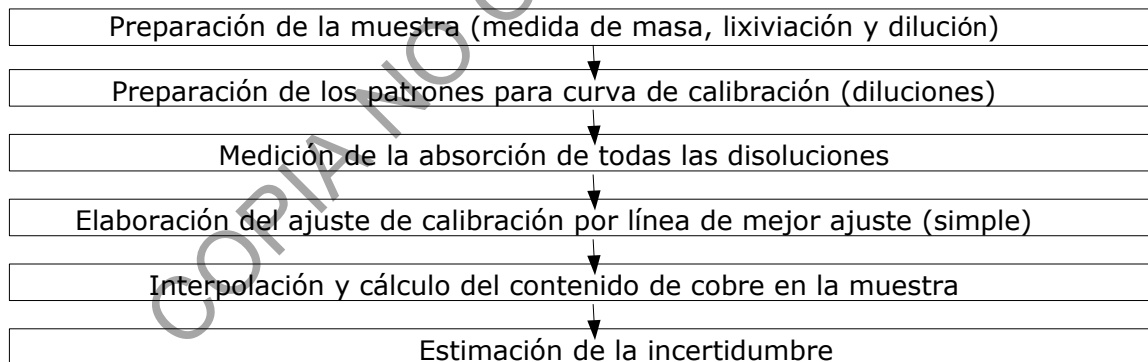 Preparación de la muestra (medida de masa, lixiviación y dilución)
Preparación de los patrones para curva de calibración (diluciones)
Medición de la absorción de todas las disoluciones
Elaboración del ajuste de calibración por línea de mejor ajuste (simple)
Interpolación y cálculo del contenido de cobre en la muestra
Estimación de la incertidumbre
COPIA NO